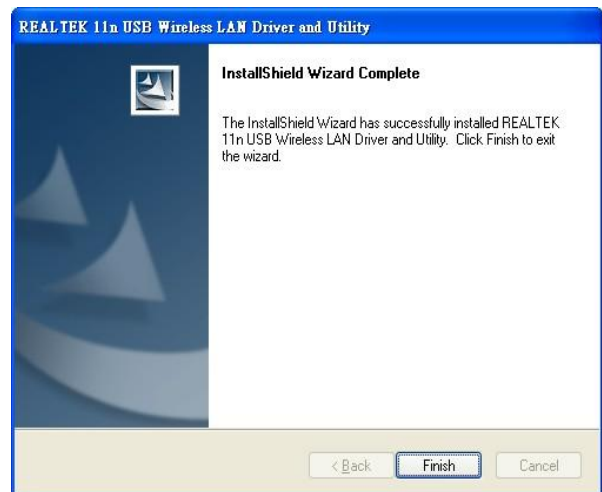 REALTEK 11n USB Wireless LAN Driver and Utility
InstallShield Wizard Complete
The InstallShield Wizard has successfully installed REALTEK
11n USB Wireless LAN Driver and Utility. Click Finish to exit
the wizard.
< Back
Finish
Cancel